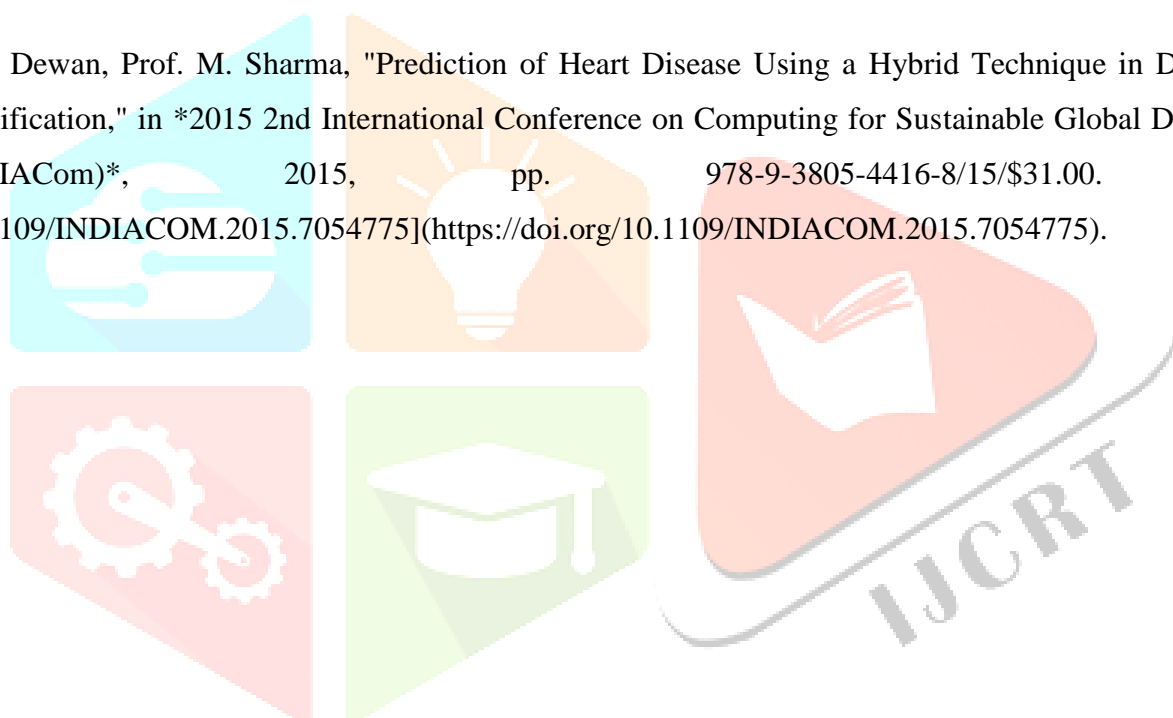 Dewan, Prof. M. Sharma, "Prediction of Heart Disease Using a Hybrid Technique in D
ification," in *2015 2nd International Conference on Computing for Sustainable Global D
IACom)*, 2015, pp. 978-9-3805-4416-8/15/$31.00.
109/INDIACOM.2015.7054775](https://doi.org/10.1109/INDIACOM.2015.7054775).
IJCRT